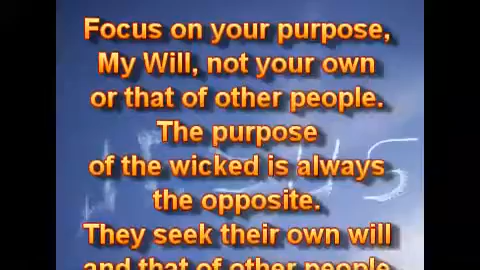 Focus on your purpose,
My Will, not your own
or that of other people.
The purpose
of the wicked is always
the opposite.
They seek their own will
and that of other people
JESUS